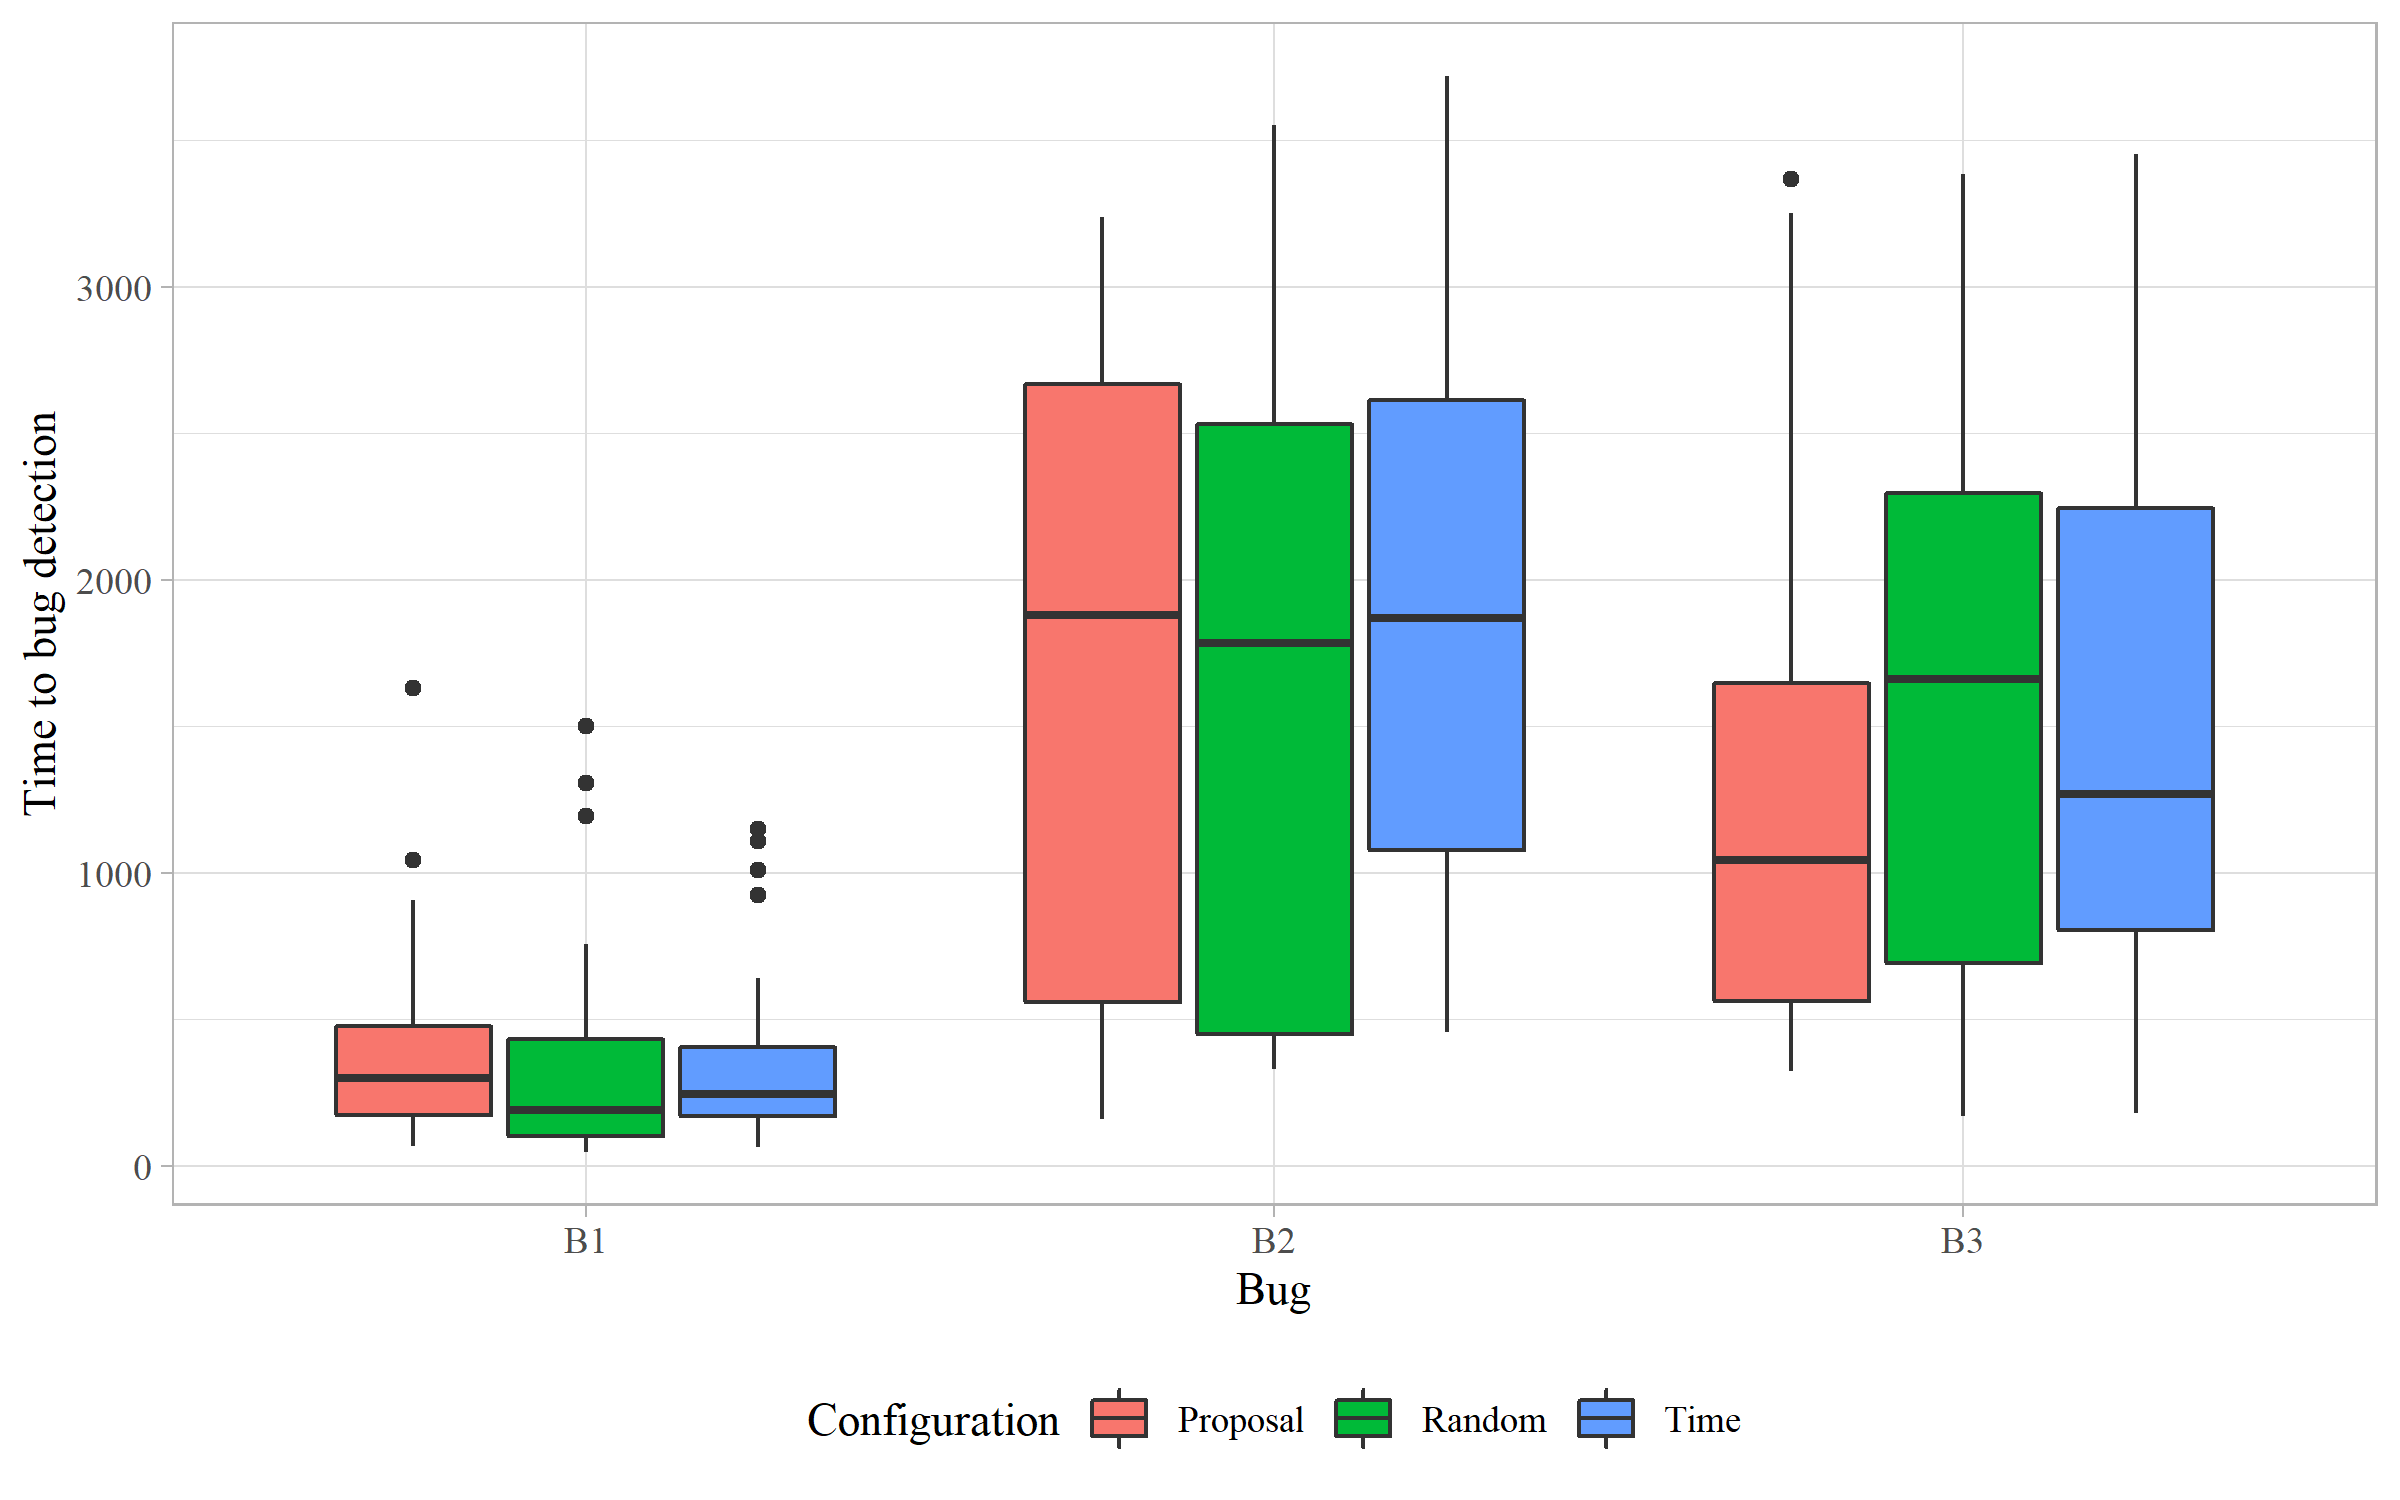 Time to bug detection
3000
2000
1000
0
B1 B2 B3
Bug
Configuration Proposal Random Time